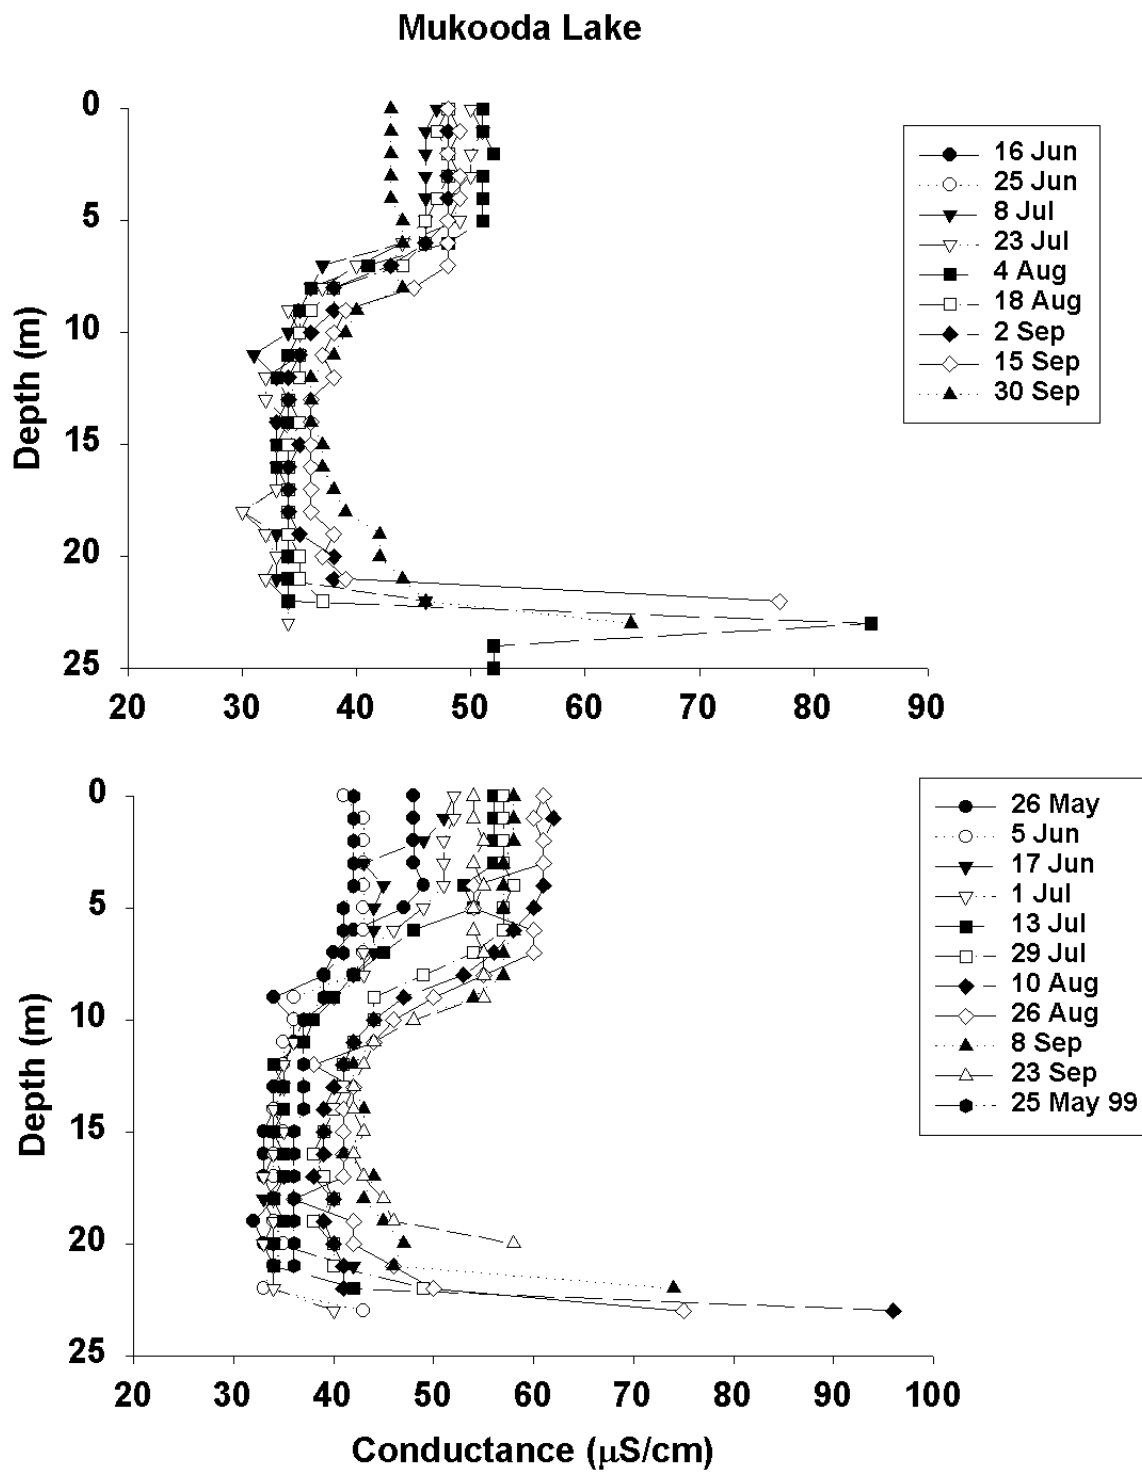 Mukooda Lake
0
5
10
15
20
25
Depth (m)
20 30 40 50 60 70 80 90
16 Jun
25 Jun
8 Jul
23 Jul
4 Aug
18 Aug
2 Sep
15 Sep
30 Sep
0
5
10
15
20
25
Depth (m)
20 30 40 50 60 70 80 90 100
Conductance (μS/cm)
26 May
5 Jun
17 Jun
1 Jul
13 Jul
29 Jul
10 Aug
26 Aug
8 Sep
23 Sep
25 May 99